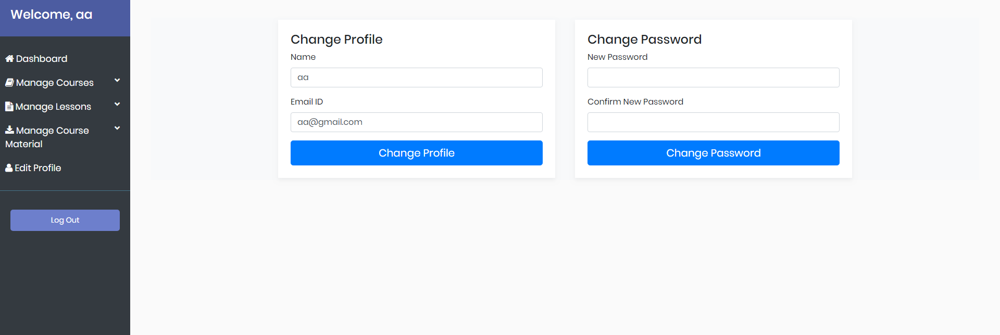 Welcome, aa
Dashboard
Manage Courses
Manage Lessons
Manage Course
Material
Edit Profile
Log Out
Change Profile
Name
aa
Email ID
aa@gmail.com
Change Profile
Change Password
New Password
Confirm New Password
Change Password